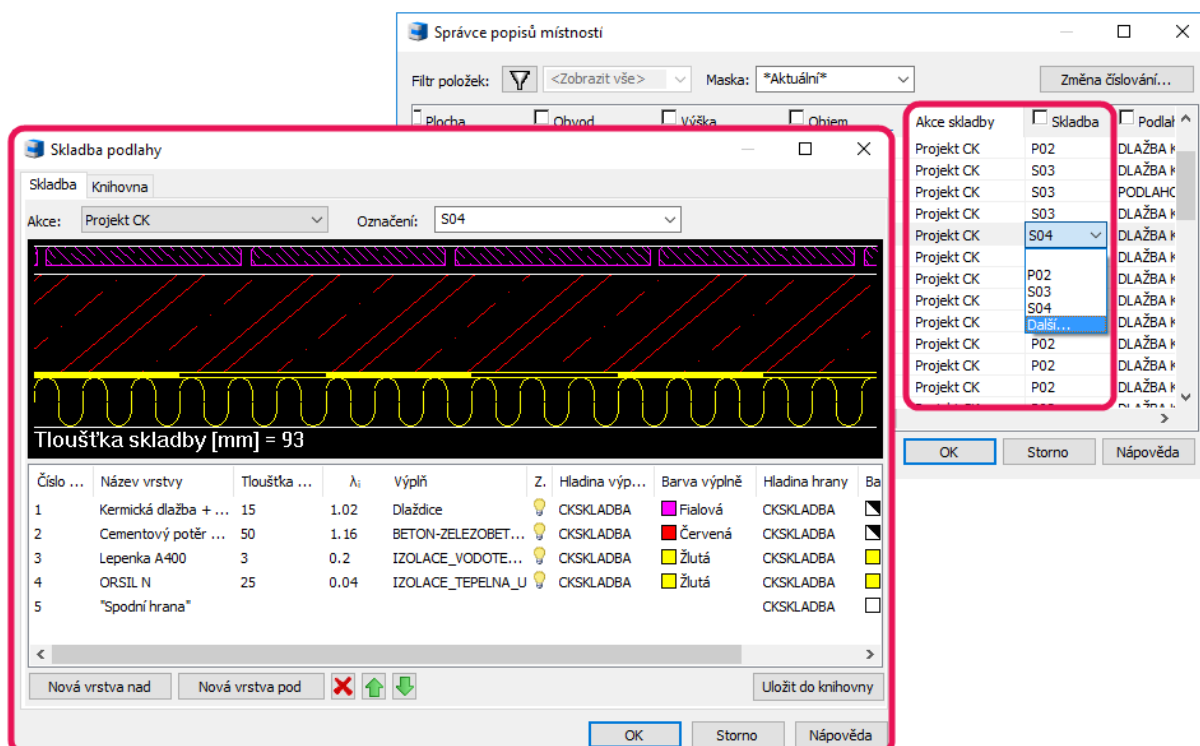 Správce popisů místností
Filtr položek: <Zobrazit vše> Maska: *Aktuální* Změna číslování...
Plocha Obvod Výška Objem Akce skladby Skladba
Projekt CK P02 DLAŽBA K
Projekt CK S03 DLAŽBA K
Projekt CK S03 PODLAHO
Projekt CK S03 DLAŽBA K
Projekt CK S04 DLAŽBA K
Projekt CK DLAŽBA K
Projekt CK P02 DLAŽBA K
Projekt CK S03 DLAŽBA K
S04
Projekt CK Další... DLAŽBA K
Projekt CK P02 DLAŽBA K
Projekt CK P02 DLAŽBA K
Projekt CK P02 DLAŽBA K
OK Storno Nápověda
Skladba podlahy
Skladba Knihovna
Akce: Projekt CK Označení: S04
Tloušťka skladby [mm] = 93
Číslo ... Název vrstvy Tloušťka ... λi Výplň Z. Hladina výp... Barva výplně Hladina hrany Ba
1 Kermická dlažba + ... 15 1.02 Dlaždice CKSKLADBA Fialová CKSKLADBA
2 Cementový potěr ... 50 1.16 BETON-ZELEZOBET... CKSKLADBA Červená CKSKLADBA
3 Lepenka A400 3 0.2 IZOLACE_VODOTE... CKSKLADBA Žlutá CKSKLADBA
4 ORSIL N 25 0.04 IZOLACE_TEPELNA_U CKSKLADBA Žlutá CKSKLADBA
5 "Spodní hrana" CKSKLADBA
Nová vrstva nad Nová vrstva pod Uložit do knihovny
OK Storno Nápověda